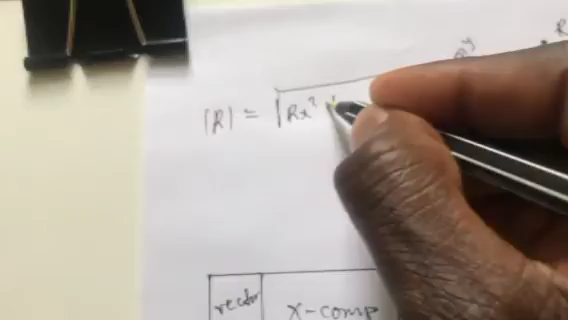 R
|R| = √Rx²
vector x-comp